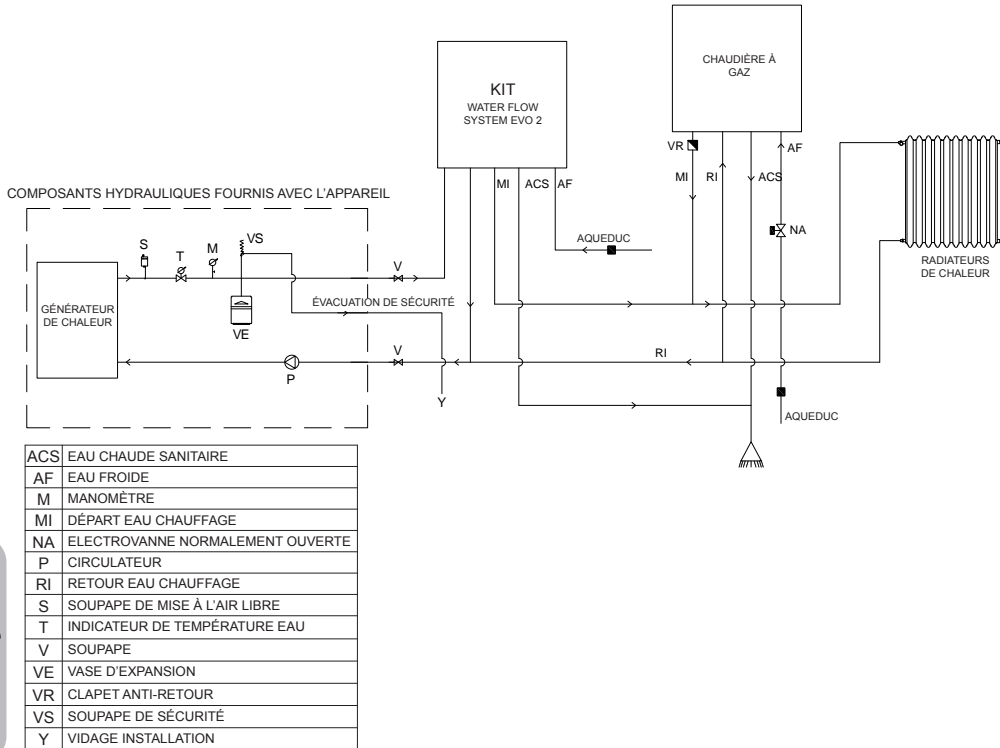 CHAUDIÈRE À
GAZ
KIT
WATER FLOW
SYSTEM EVO 2
VR
AF
MI
RI
ACS
MI
ACS
AF
NA
AQUEDUC
RADIATEURS
DE CHALEUR
COMPOSANTS HYDRAULIQUES FOURNIS AVEC L'APPAREIL
S
T
M
VS
V
GÉNÉRATEUR
DE CHALEUR
ÉVACUATION DE SÉCURITÉ
VE
V
RI
P
Y
AQUEDUC
ACS EAU CHAUDE SANITAIRE
AF EAU FROIDE
M MANOMÈTRE
MI DÉPART EAU CHAUFFAGE
NA ELECTROVANNE NORMALEMENT OUVERTE
P CIRCULATEUR
RI RETOUR EAU CHAUFFAGE
S SOUPAPE DE MISE À L'AIR LIBRE
T INDICATEUR DE TEMPÉRATURE EAU
V SOUPAPE
VE VASE D'EXPANSION
VR CLAPET ANTI-RETOUR
VS SOUPAPE DE SÉCURITÉ
Y VIDAGE INSTALLATION